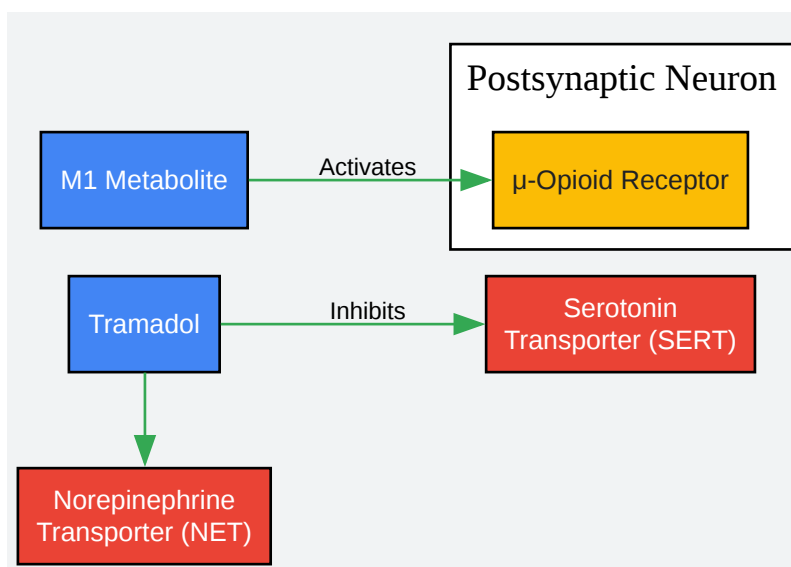 Postsynaptic Neuron
M1 Metabolite
Activates
μ-Opioid Receptor
Tramadol
Inhibits
Serotonin
Transporter (SERT)
Norepinephrine
Transporter (NET)